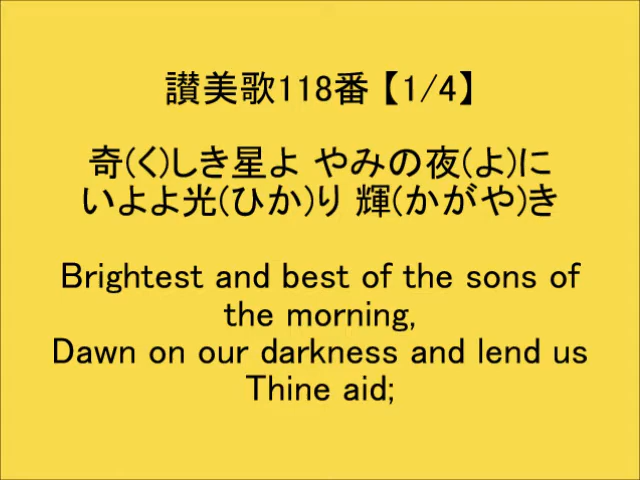 讃美歌118番 【1/4】
奇(く)しき星よ やみの夜(よ)に
いよよ光(ひか)り 輝(かがや)き
Brightest and best of the sons of
the morning,
Dawn on our darkness and lend us
Thine aid;